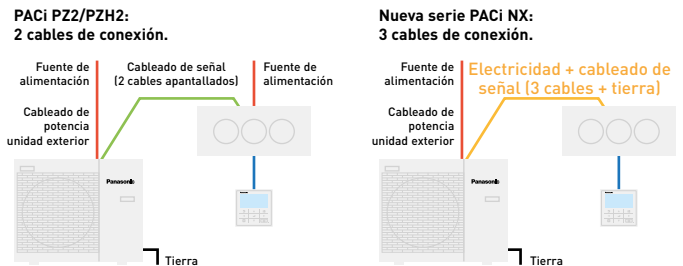 PACi PZ2/PZH2:
2 cables de conexión.
Fuente de
alimentación
Cableado de señal
(2 cables apantallados)
Fuente de
alimentación
Cableado de
potencia
unidad exterior
Panasonic
Tierra
Nueva serie PACi NX:
3 cables de conexión.
Fuente de
alimentación
Electricidad + cableado de
señal (3 cables + tierra)
Cableado de
potencia
unidad exterior
Panasonic
Tierra